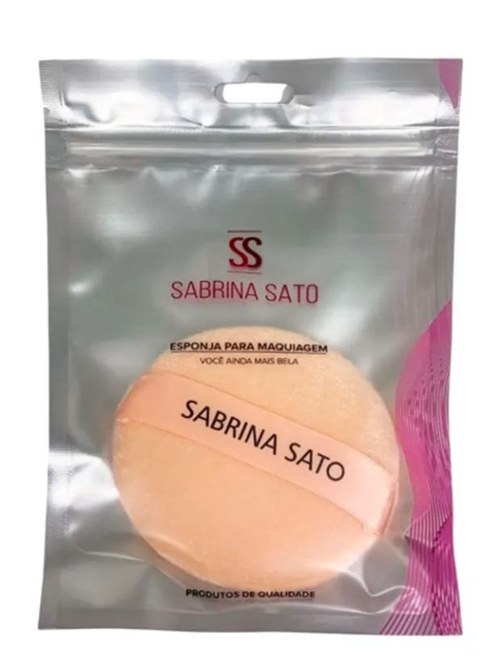 SS
SABRINA SATO
ESPONJA PARA MAQUIAGEM
VOCÊ AINDA MAIS BELA
SABRINA SATO
PRODUTOS DE QUALIDADE